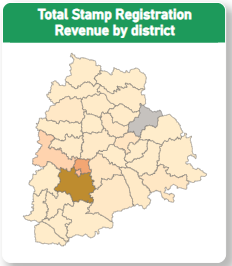 Total Stamp Registration
Revenue by district